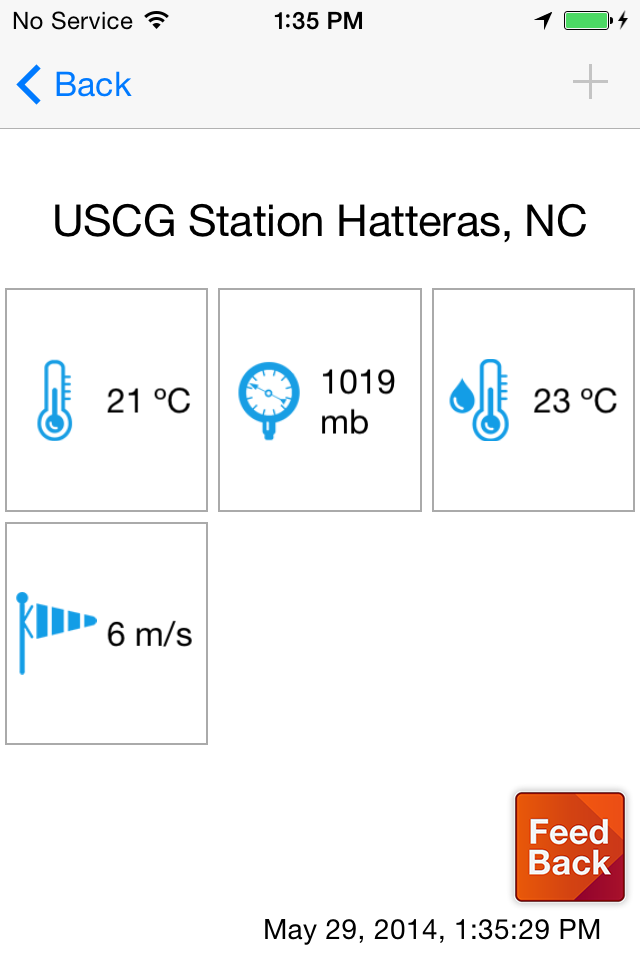 No Service 1:35 PM
Back
USCG Station Hatteras, NC
21 ºC
1019
mb
23 ºC
6 m/s
Feed
Back
May 29, 2014, 1:35:29 PM